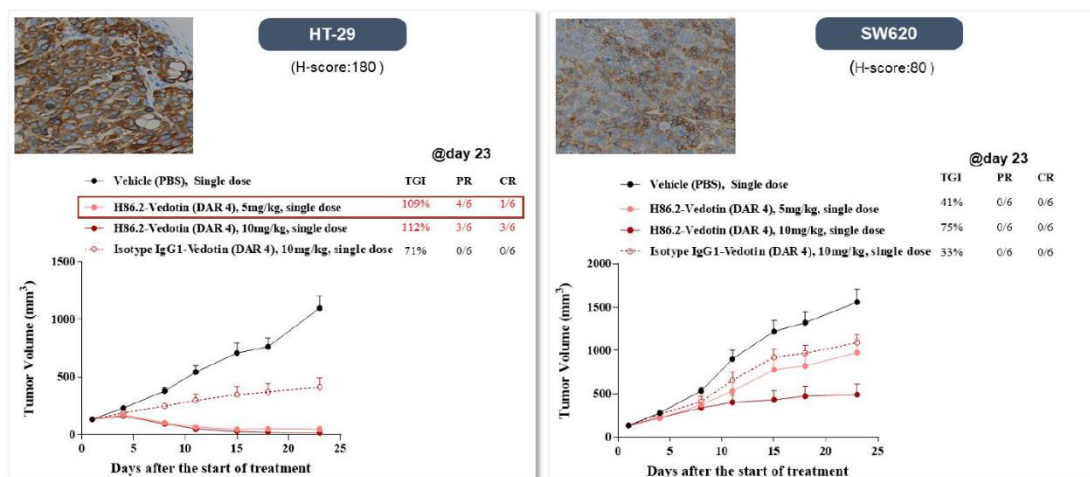 HT-29
(H-score:180)
@day 23
TGI PR CR
Vehicle (PBS), Single dose
H86.2-Vedotin (DAR 4), 5mg/kg, single dose 109% 4/6 1/6
H86.2-Vedotin (DAR 4), 10mg/kg, single dose 112% 3/6 3/6
Isotype IgG1-Vedotin (DAR 4), 10mg/kg, single dose 71% 0/6 0/6
Tumor Volume (mm³)
1500
1000
500
0
0 5 10 15 20 25
Days after the start of treatment
SW620
(H-score:80 )
@day 23
TGI PR CR
Vehicle (PBS), Single dose
H86.2-Vedotin (DAR 4), 5mg/kg, single dose 41% 0/6 0/6
H86.2-Vedotin (DAR 4), 10mg/kg, single dose 75% 0/6 0/6
Isotype IgG1-Vedotin (DAR 4), 10mg/kg, single dose 33% 0/6 0/6
Tumor Volume (mm³)
2000
1500
1000
500
0
0 5 10 15 20 25
Days after the start of treatment